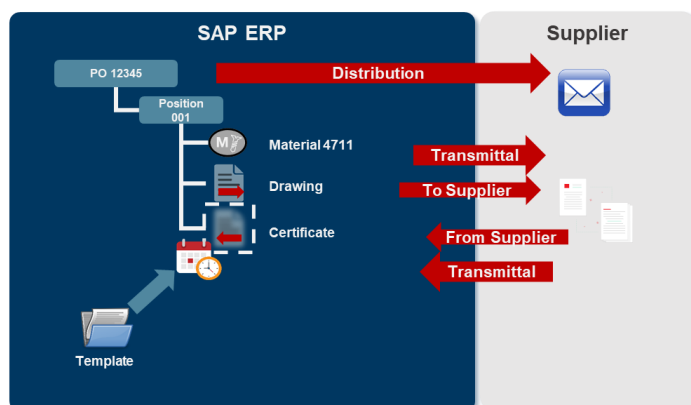 SAP ERP
Supplier
PO 12345
Distribution
Position
001
M
Material 4711
Transmittal
Drawing
To Supplier
Certificate
From Supplier
Transmittal
Template